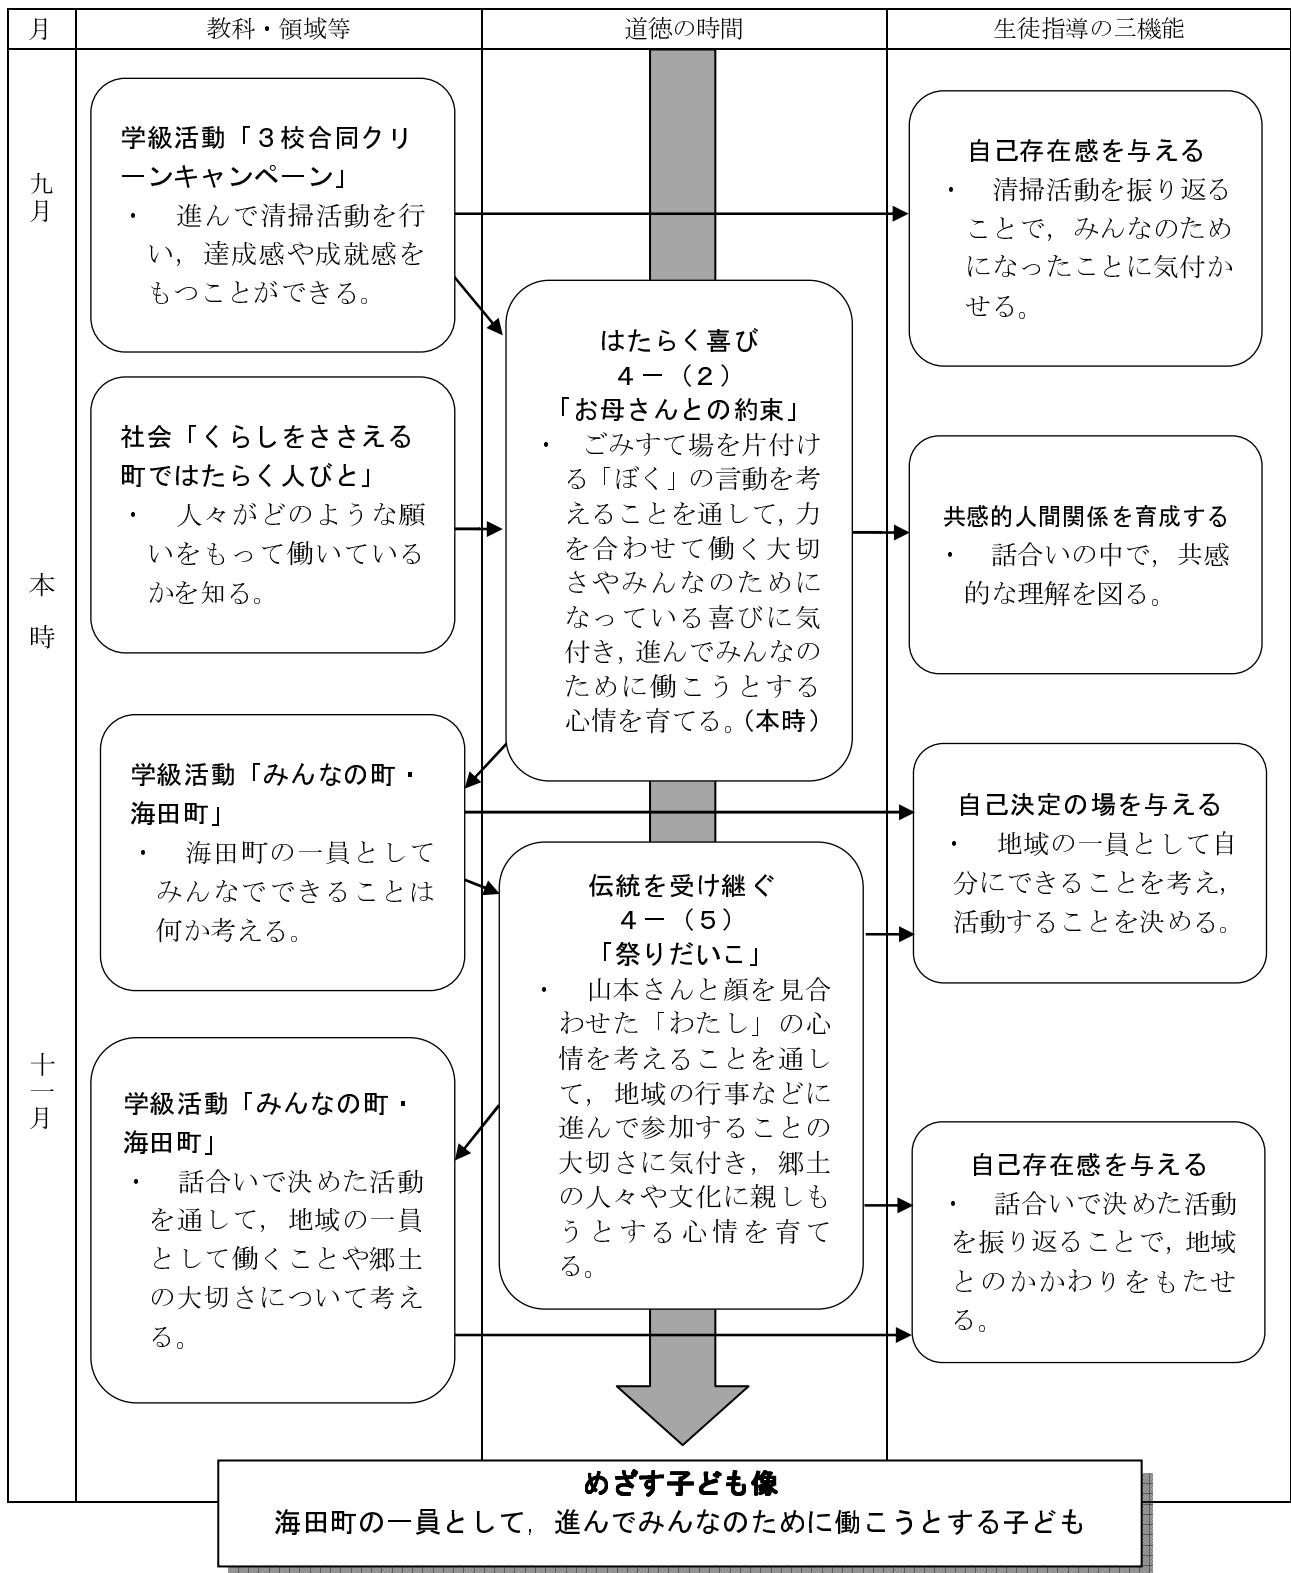 月
教科・領域等
道徳の時間
生徒指導の三機能
九
月
学級活動「３校合同クリ
ーンキャンペーン」
・　進んで清掃活動を行
い，達成感や成就感を
もつことができる。
自己存在感を与える
・　清掃活動を振り返る
ことで，みんなのため
になったことに気付か
せる。
本
時
社会「くらしをささえる
町ではたらく人びと」
・　人々がどのような願
いをもって働いている
かを知る。
はたらく喜び
４－（２）
「お母さんとの約束」
・　ごみすて場を片付け
る「ぼく」の言動を考
えることを通して，力
を合わせて働く大切
さやみんなのために
なっている喜びに気
付き，進んでみんなの
ために働こうとする
心情を育てる。（本時）
共感的人間関係を育成する
・　話合いの中で，共感
的な理解を図る。
学級活動「みんなの町・
海田町」
・　海田町の一員として
みんなでできることは
何か考える。
自己決定の場を与える
・　地域の一員として自
分にできることを考え，
活動することを決める。
伝統を受け継ぐ
４－（５）
「祭りだいこ」
・　山本さんと顔を見合
わせた「わたし」の心
情を考えることを通し
て，地域の行事などに
進んで参加することの
大切さに気付き，郷土
の人々や文化に親しも
うとする心情を育て
る。
十
一
月
学級活動「みんなの町・
海田町」
・　話合いで決めた活動
を通して，地域の一員
として働くことや郷土
の大切さについて考え
る。
自己存在感を与える
・　話合いで決めた活動
を振り返ることで，地域
とのかかわりをもたせ
る。
めざす子ども像
海田町の一員として，進んでみんなのために働こうとする子ども